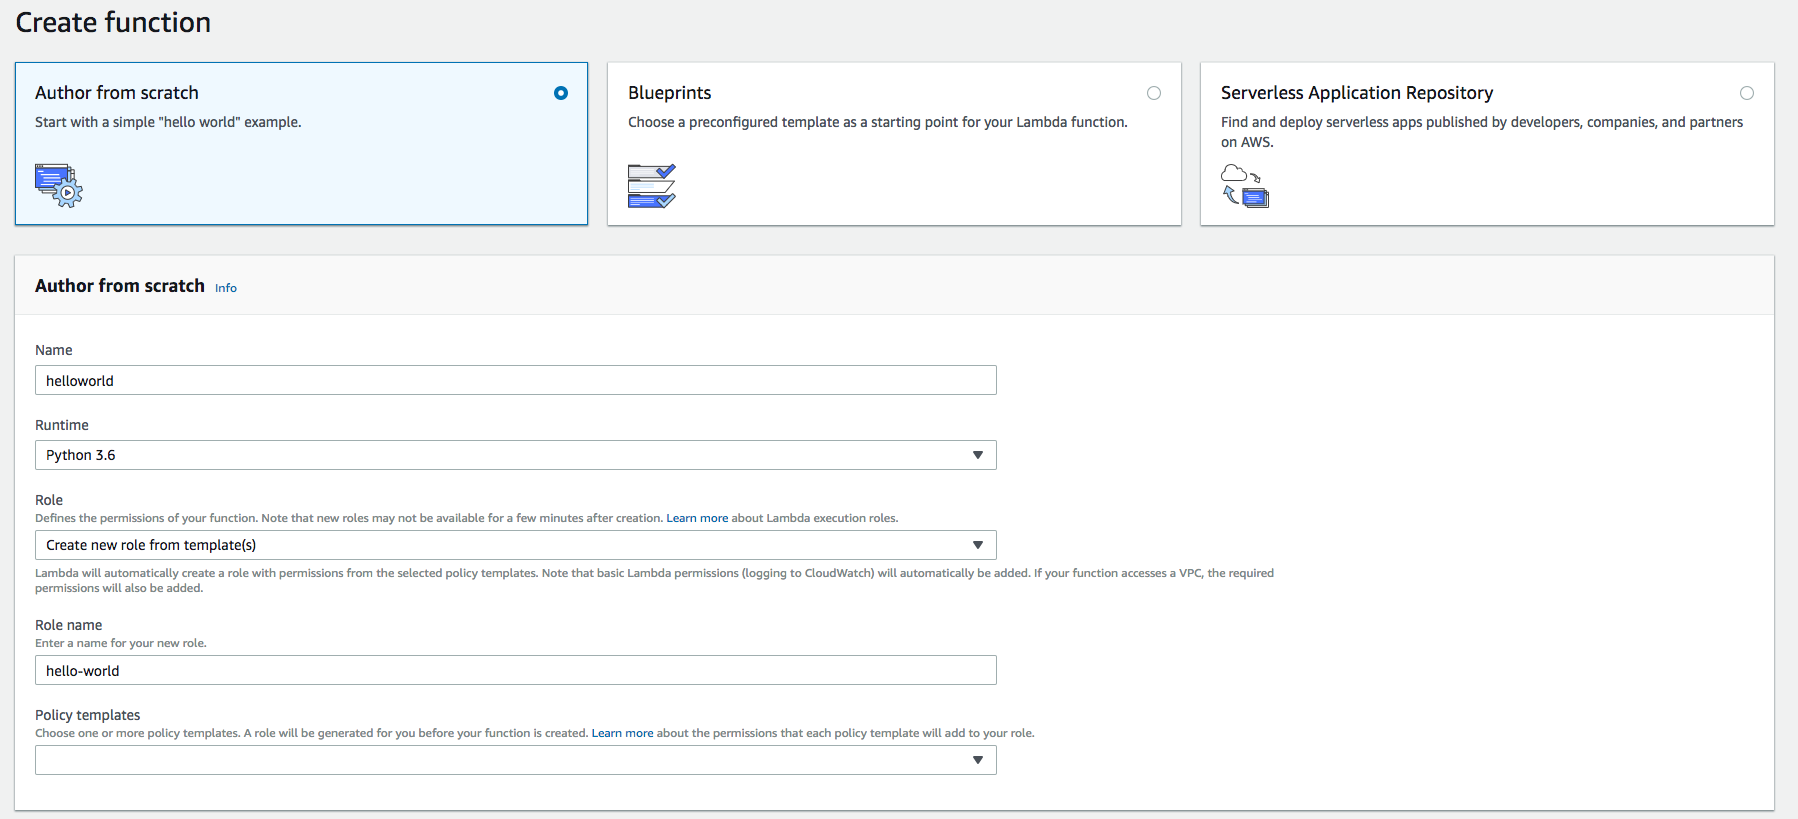 Create function
Author from scratch
Start with a simple "hello world" example.
Blueprints
Choose a preconfigured template as a starting point for your Lambda function.
Serverless Application Repository
Find and deploy serverless apps published by developers, companies, and partners
on AWS.
Author from scratch Info
Name
helloworld
Runtime
Python 3.6
Role
Defines the permissions of your function. Note that new roles may not be available for a few minutes after creation. Learn more about Lambda execution roles.
Create new role from template(s)
Lambda will automatically create a role with permissions from the selected policy templates. Note that basic Lambda permissions (logging to CloudWatch) will automatically be added. If your function accesses a VPC, the required
permissions will also be added.
Role name
Enter a name for your new role.
hello-world
Policy templates
Choose one or more policy templates. A role will be generated for you before your function is created. Learn more about the permissions that each policy template will add to your role.